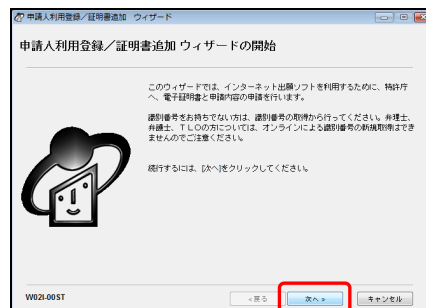 申請人利用登録／証明書追加 ウィザード
申請人利用登録／証明書追加 ウィザードの開始
このウィザードでは、インターネット出願ソフトを利用するために、特許庁
へ、電子証明書と申請内容の申請を行います。
識別番号をお持ちでない方は、識別番号の取得から行ってください。弁理士、
弁護士、ＴＬＯの方については、オンラインによる識別番号の新規取得はでき
ませんのでご注意ください。
続行するには、[次へ]をクリックしてください。
W02I-00ST
＜戻る
次へ＞
キャンセル